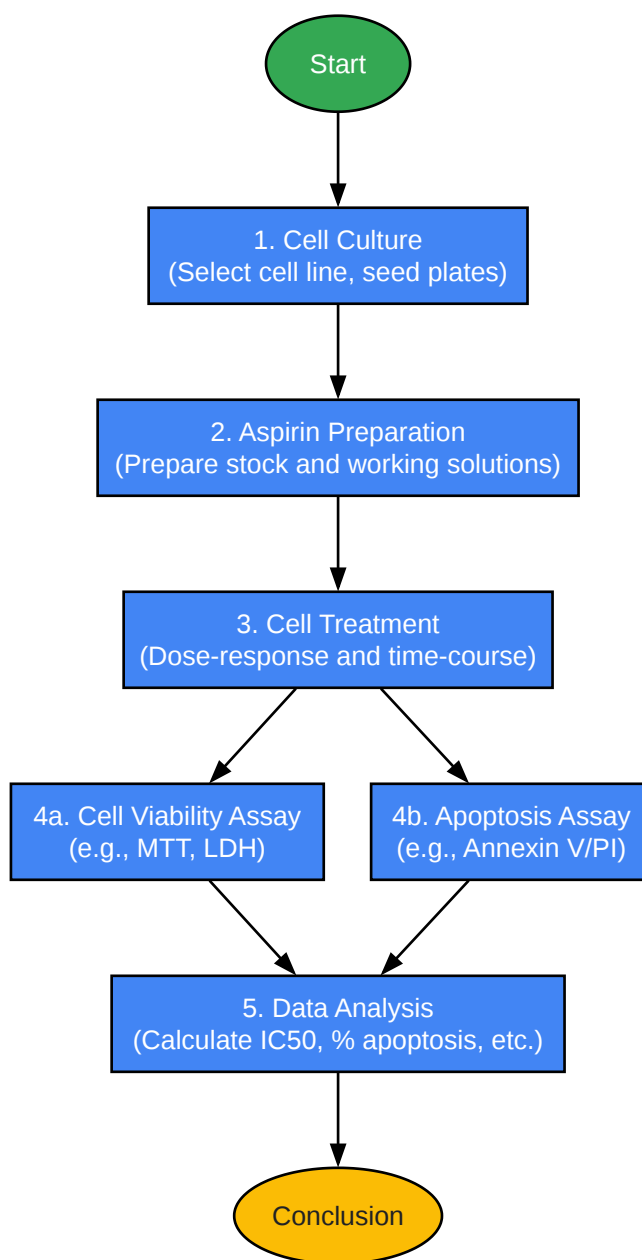 Start
1. Cell Culture
(Select cell line, seed plates)
2. Aspirin Preparation
(Prepare stock and working solutions)
3. Cell Treatment
(Dose-response and time-course)
4a. Cell Viability Assay
(e.g., MTT, LDH)
4b. Apoptosis Assay
(e.g., Annexin V/PI)
5. Data Analysis
(Calculate IC50, % apoptosis, etc.)
Conclusion